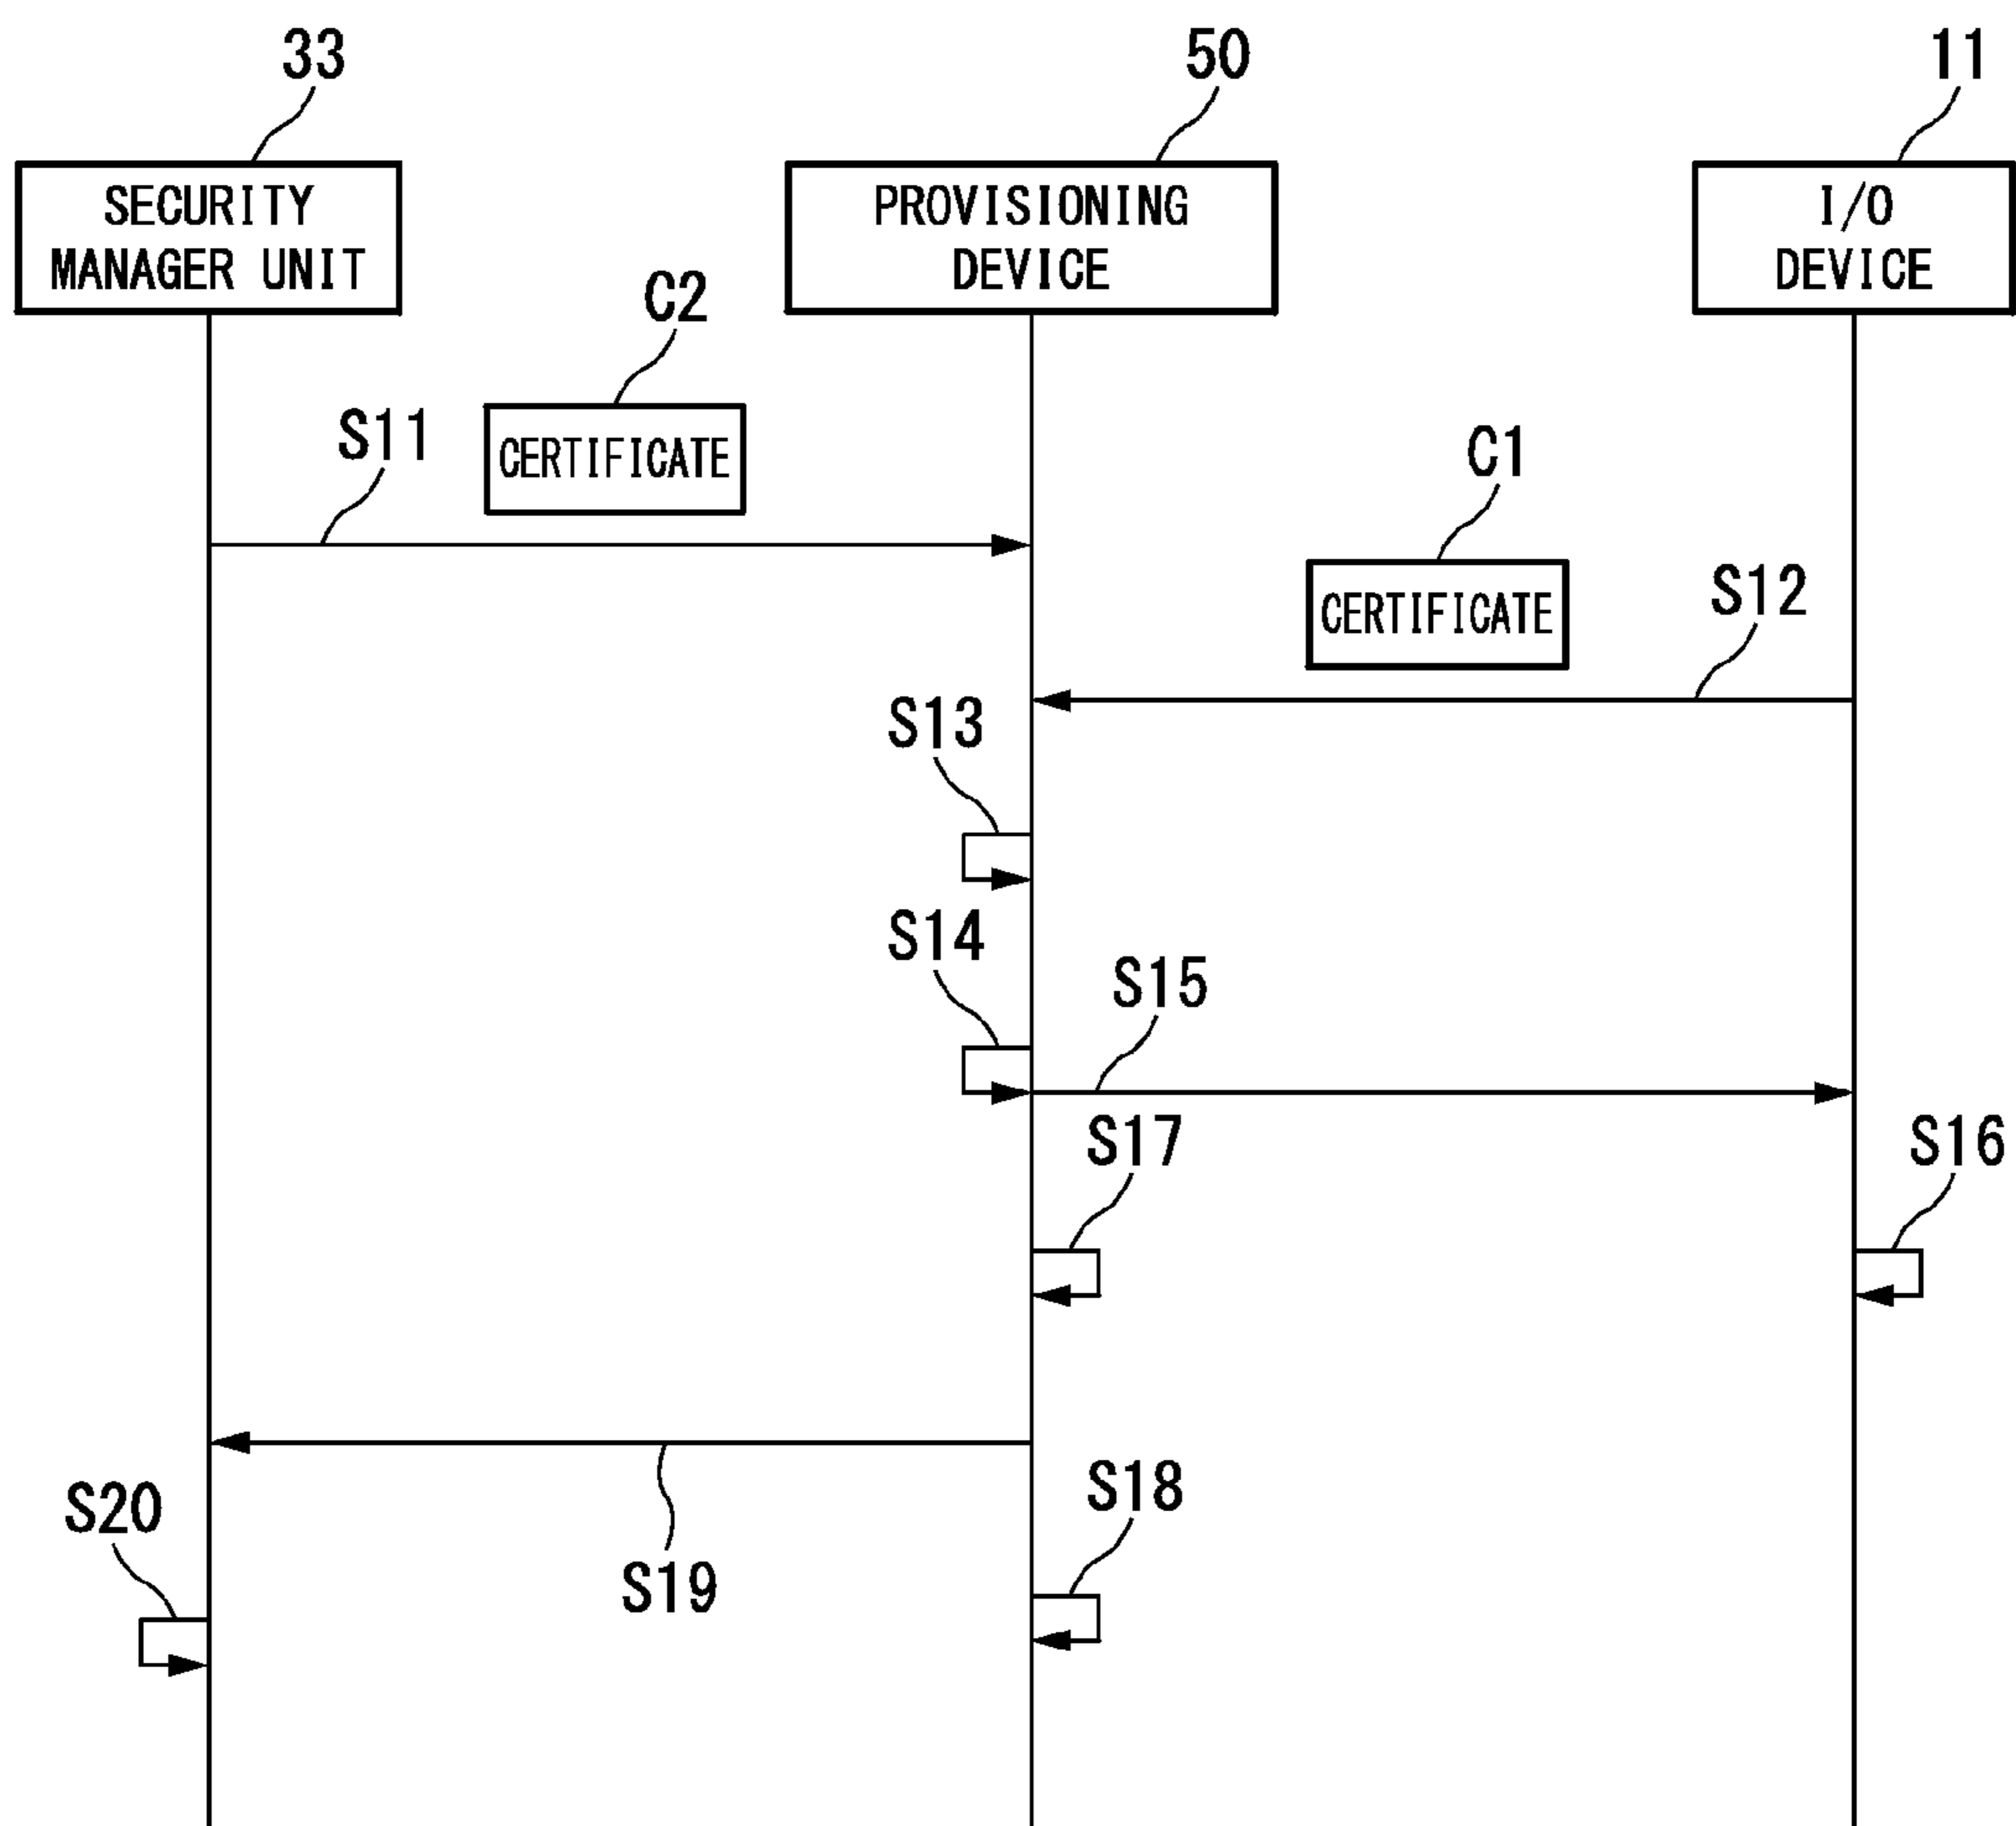 33
50
11
SECURITY
MANAGER UNIT
PROVISIONING
DEVICE
I/O
DEVICE
C2
S11
CERTIFICATE
C1
CERTIFICATE
S12
S13
S14
S15
S17
S16
S18
S20
S19